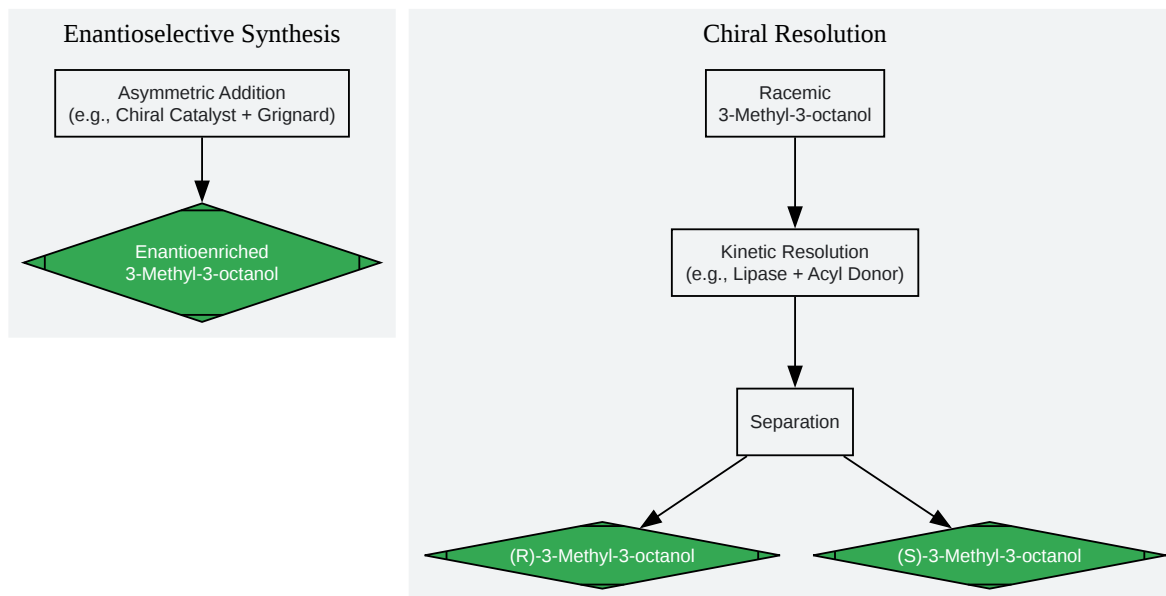 Enantioselective Synthesis
Asymmetric Addition
(e.g., Chiral Catalyst + Grignard)
Enantioenriched
3-Methyl-3-octanol
Chiral Resolution
Racemic
3-Methyl-3-octanol
Kinetic Resolution
(e.g., Lipase + Acyl Donor)
Separation
(R)-3-Methyl-3-octanol
(S)-3-Methyl-3-octanol